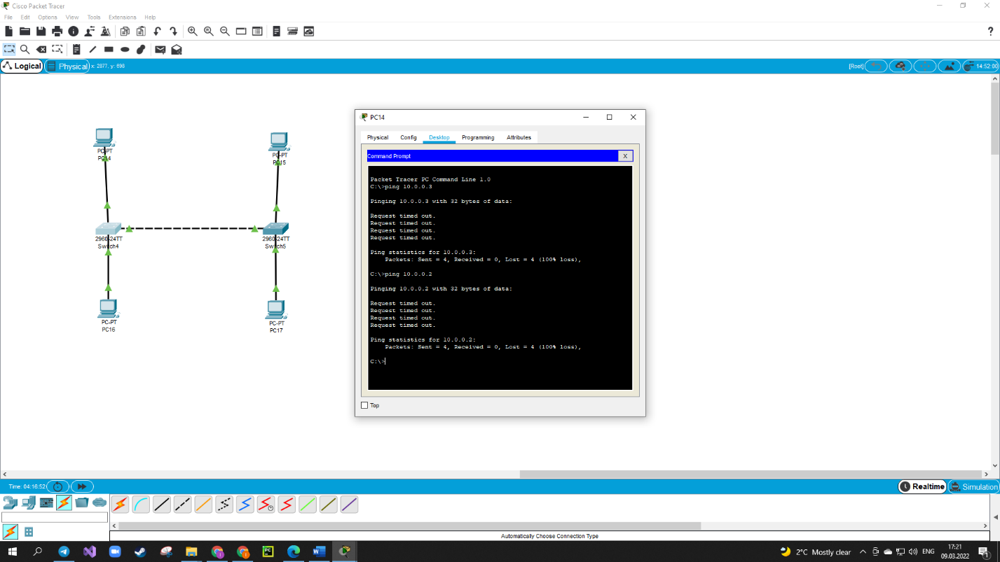 Cisco Packet Tracer
File Edit Options View Tools Extensions Help
?
Logical Physical x: 2877, y: 698 [Root] 14:52:00
PC-PT
PC14
PC-PT
PC15
2960-24TT
Switch4
2960-24TT
Switch5
PC-PT
PC16
PC-PT
PC17
PC14
Physical Config Desktop Programming Attributes
Command Prompt X
Packet Tracer PC Command Line 1.0
C:\>ping 10.0.0.3
Pinging 10.0.0.3 with 32 bytes of data:
Request timed out.
Request timed out.
Request timed out.
Request timed out.
Ping statistics for 10.0.0.3:
Packets: Sent = 4, Received = 0, Lost = 4 (100% loss),
C:\>ping 10.0.0.2
Pinging 10.0.0.2 with 32 bytes of data:
Request timed out.
Request timed out.
Request timed out.
Request timed out.
Ping statistics for 10.0.0.2:
Packets: Sent = 4, Received = 0, Lost = 4 (100% loss),
C:\>
Top
Time: 04:16:52 Realtime Simulation
Automatically Choose Connection Type
2°C Mostly clear ENG 17:21
09.03.2022
1